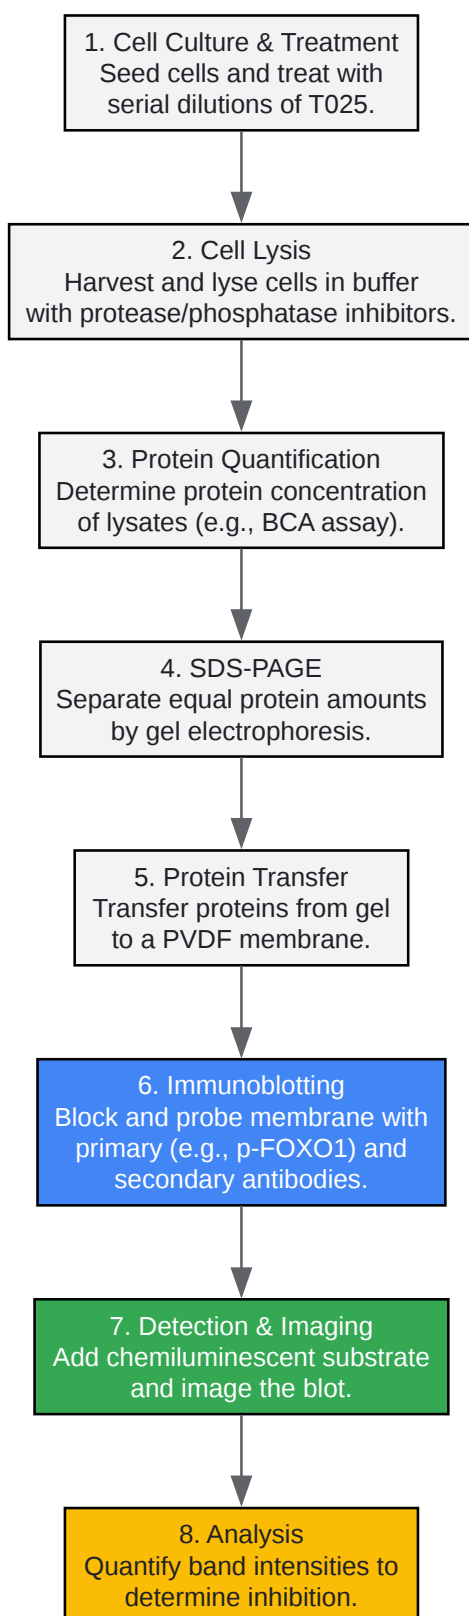 1. Cell Culture & Treatment
Seed cells and treat with
serial dilutions of T025.
2. Cell Lysis
Harvest and lyse cells in buffer
with protease/phosphatase inhibitors.
3. Protein Quantification
Determine protein concentration
of lysates (e.g., BCA assay).
4. SDS-PAGE
Separate equal protein amounts
by gel electrophoresis.
5. Protein Transfer
Transfer proteins from gel
to a PVDF membrane.
6. Immunoblotting
Block and probe membrane with
primary (e.g., p-FOXO1) and
secondary antibodies.
7. Detection & Imaging
Add chemiluminescent substrate
and image the blot.
8. Analysis
Quantify band intensities to
determine inhibition.